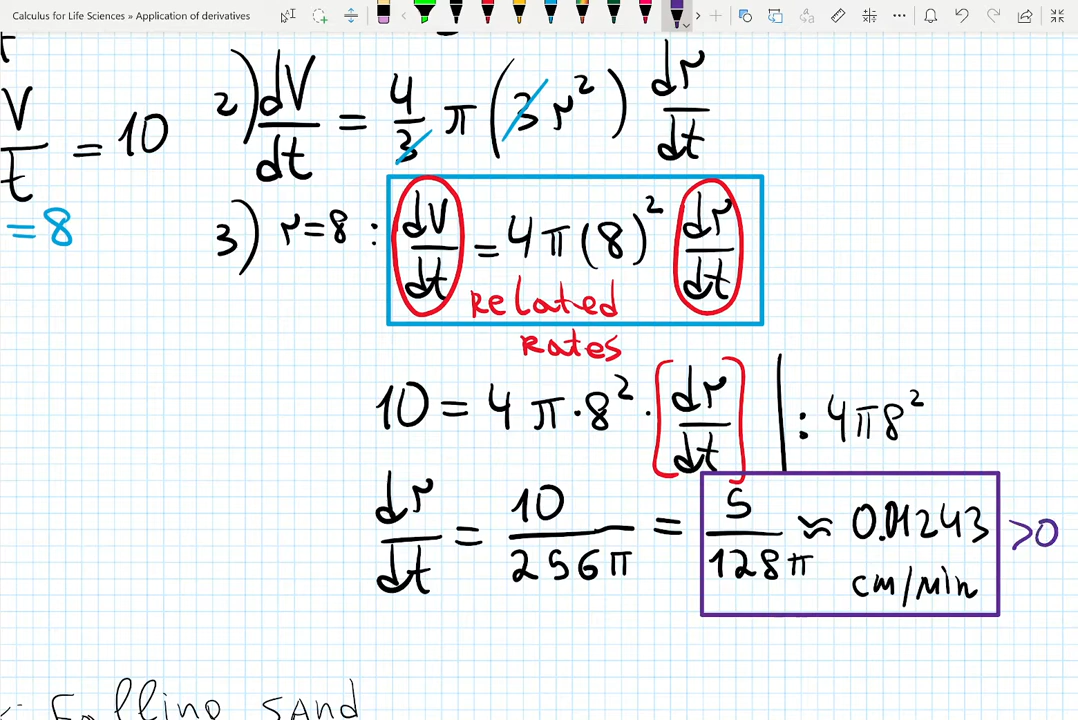 Calculus for Life Sciences » Application of derivatives
V/t = 10
2) dV/dt = 4/3 π (3r²) dr/dt
= 8
3) r=8 : dV/dt = 4π(8)² dr/dt
Related
Rates
10 = 4π·8²·[dr/dt] | : 4π8²
dr/dt = 10/256π = 5/128π ≈ 0.01243 >0
cm/min
Falling sand